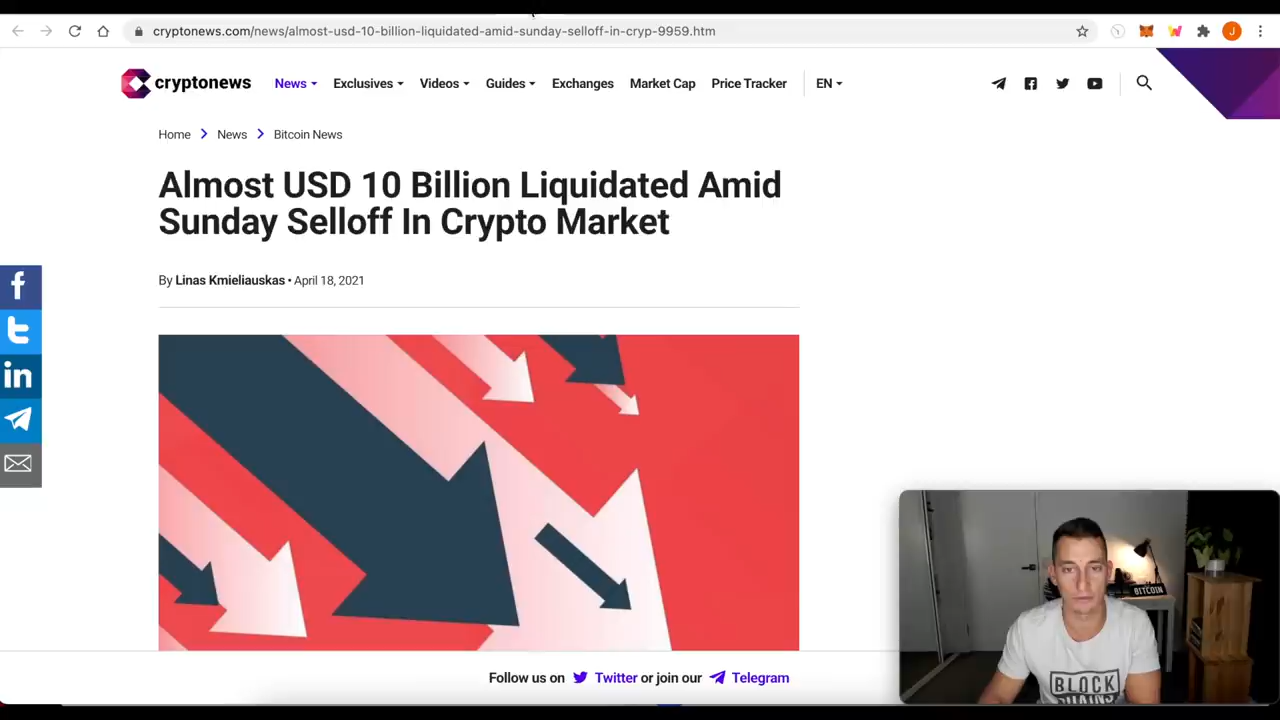 cryptonews.com/news/almost-usd-10-billion-liquidated-amid-sunday-selloff-in-cryp-9959.htm
J
cryptonews
News
Exclusives
Videos
Guides
Exchanges
Market Cap
Price Tracker
EN
Home
News
Bitcoin News
Almost USD 10 Billion Liquidated Amid
Sunday Selloff In Crypto Market
By Linas Kmieliauskas • April 18, 2021
Follow us on Twitter or join our Telegram
BITCOIN
BLOCK
CHAINS